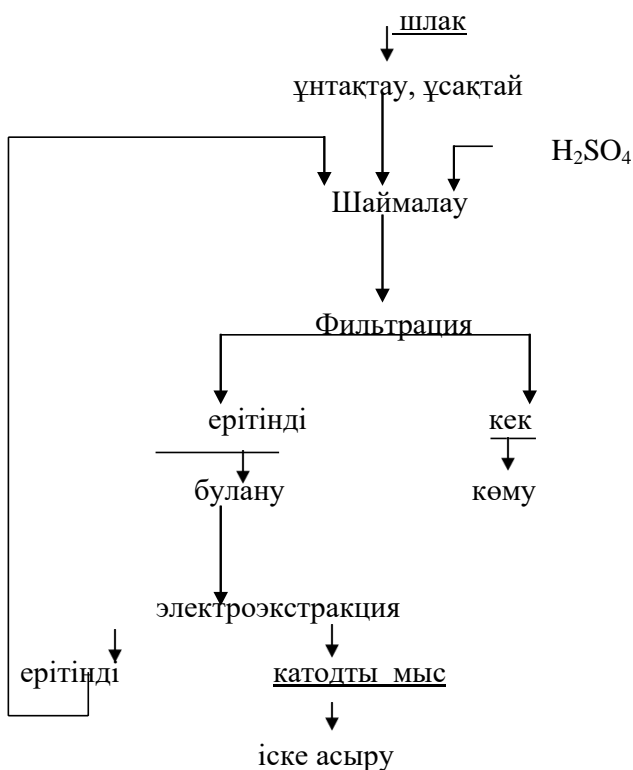 шлак
ұнтақтау, ұсақтай
H₂SO₄
Шаймалау
Фильтрация
ерітінді кек
булану көму
электроэкстракция
ерітінді катодты мыс
іске асыру